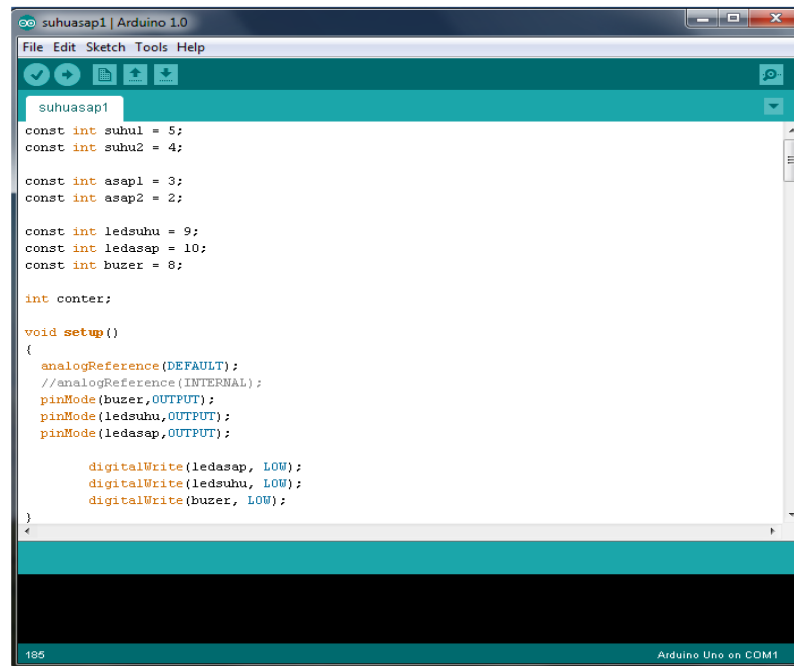 suhuasap1 | Arduino 1.0
File Edit Sketch Tools Help
suhuasap1
const int suhu1 = 5;
const int suhu2 = 4;
const int asap1 = 3;
const int asap2 = 2;
const int ledsuhu = 9;
const int ledasap = 10;
const int buzer = 8;
int conter;
void setup()
{
analogReference(DEFAULT);
//analogReference(INTERNAL);
pinMode(buzer,OUTPUT);
pinMode(ledsuhu,OUTPUT);
pinMode(ledasap,OUTPUT);
digitalWrite(ledasap, LOW);
digitalWrite(ledsuhu, LOW);
digitalWrite(buzer, LOW);
}
185
Arduino Uno on COM1